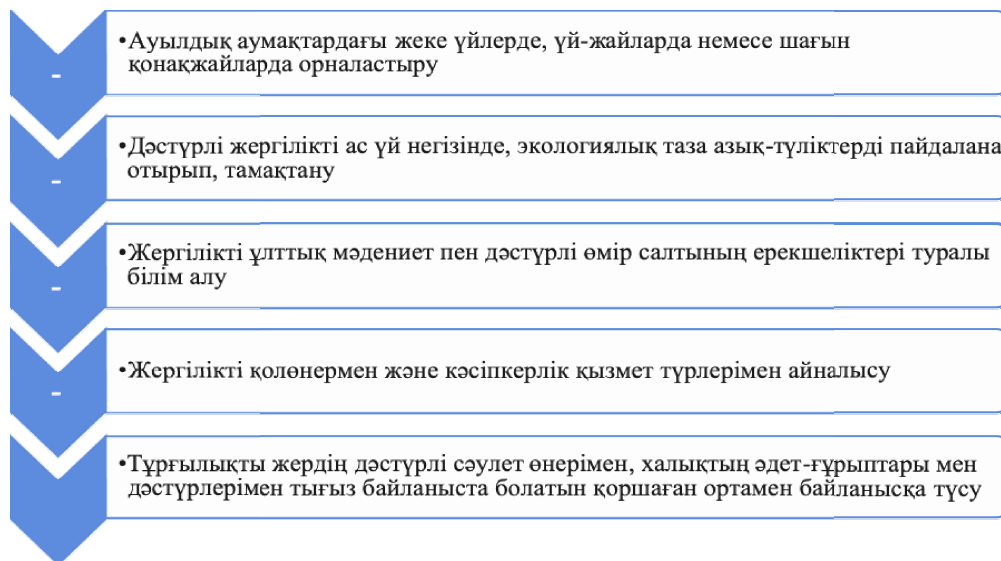 •Ауылдық аумақтардағы жеке үйлерде, үй-жайларда немесе шағын
қонақжайларда орналастыру
-
•Дәстүрлі жергілікті ас үй негізінде, экологиялық таза азық-түліктерді пайдалана
отырып, тамақтану
-
•Жергілікті ұлттық мәдениет пен дәстүрлі өмір салтының ерекшеліктері туралы
білім алу
-
•Жергілікті қолөнермен және кәсіпкерлік қызмет түрлерімен айналысу
-
•Тұрғылықты жердің дәстүрлі сәулет өнерімен, халықтың әдет-ғұрыптары мен
дәстүрлерімен тығыз байланыста болатын қоршаған ортамен байланысқа түсу